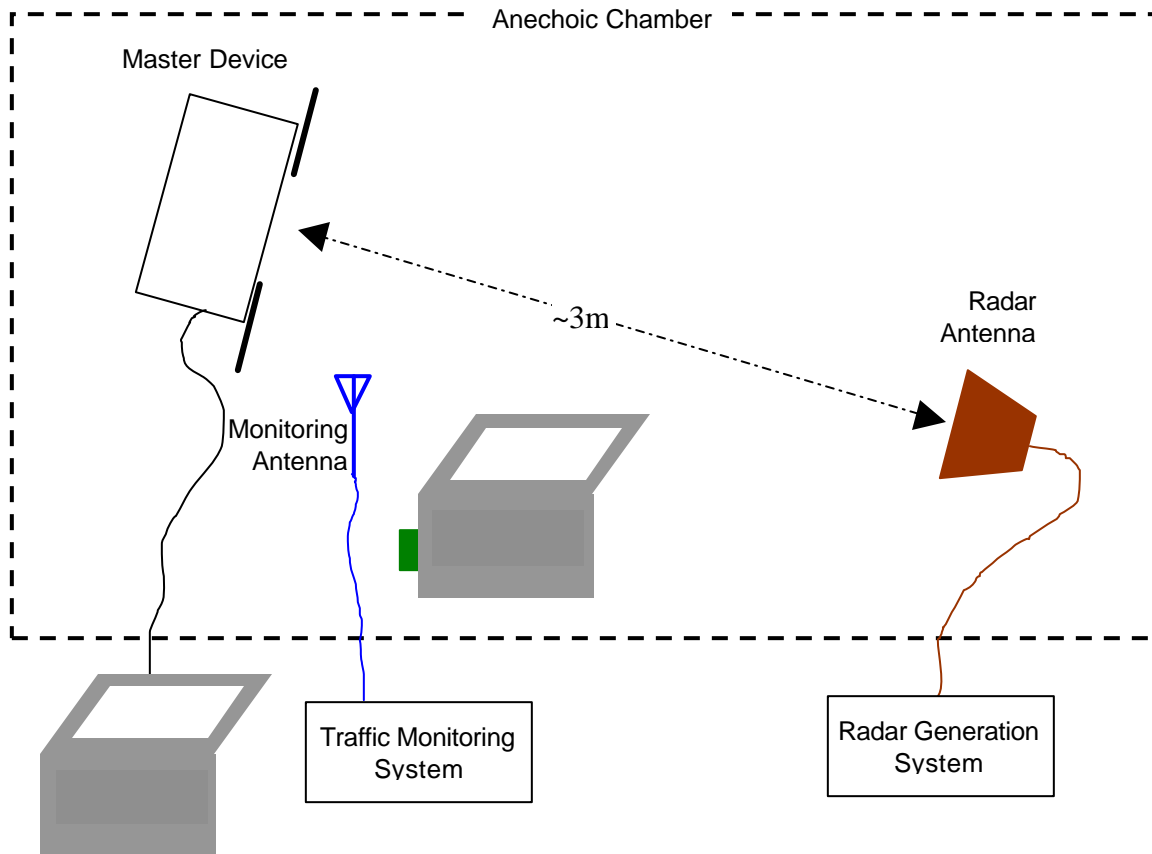 Anechoic Chamber
Master Device
~3m
Radar
Antenna
Monitoring
Antenna
Traffic Monitoring
System
Radar Generation
System